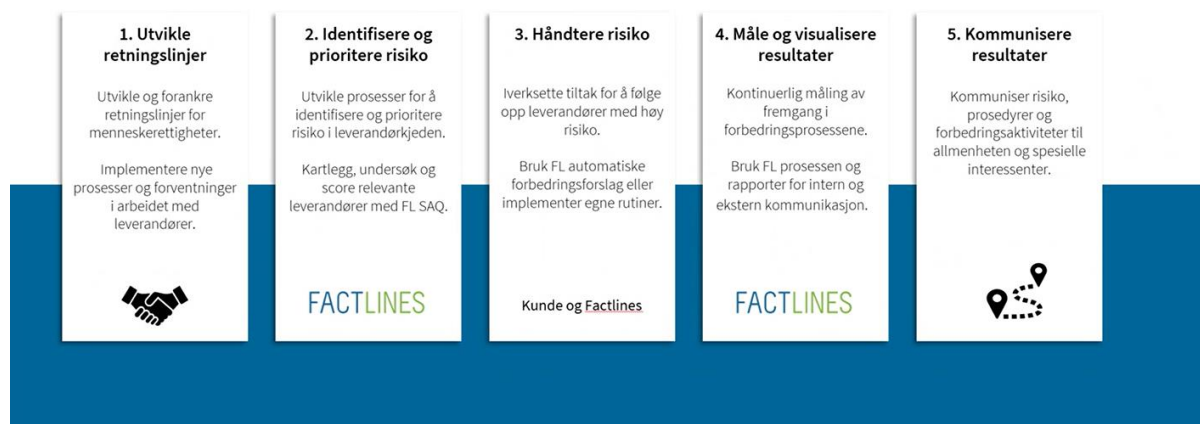 1. Utvikle
retningslinjer
Utvikle og forankre
retningslinjer for
menneskerettigheter.
Implementere nye
prosesser og forventninger
i arbeidet med
leverandører.
2. Identifisere og
prioritere risiko
Utvikle prosesser for å
identifisere og prioritere
risiko i leverandørkjeden.
Kartlegg, undersøk og
score relevante
leverandører med FL SAQ.
FACTLINES
3. Håndtere risiko
Iverksette tiltak for å følge
opp leverandører med høy
risiko.
Bruk FL automatiske
forbedringsforslag eller
implementer egne rutiner.
Kunde og Factlines
4. Måle og visualisere
resultater
Kontinuerlig måling av
fremgang i
forbedringsprosessene.
Bruk FL prosessen og
rapporter for intern og
ekstern kommunikasjon.
FACTLINES
5. Kommunisere
resultater
Kommuniser risiko,
prosedyrer og
forbedringsaktiviteter til
allmenheten og spesielle
interessenter.